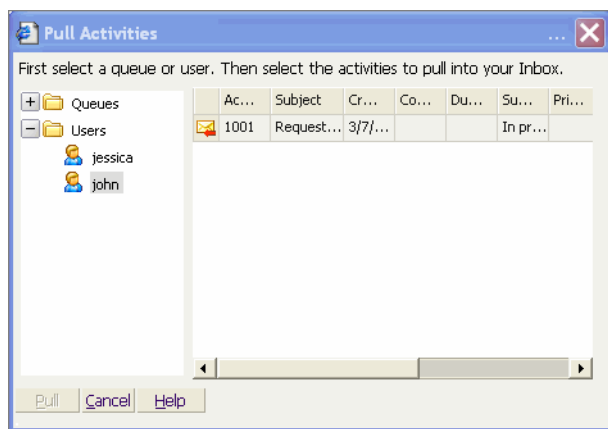 Pull Activities ...
First select a queue or user. Then select the activities to pull into your Inbox.
Queues
Users
jessica
john
Ac... Subject Cr... Co... Du... Su... Pri...
1001 Request... 3/7/... In pr...
Pull Cancel Help